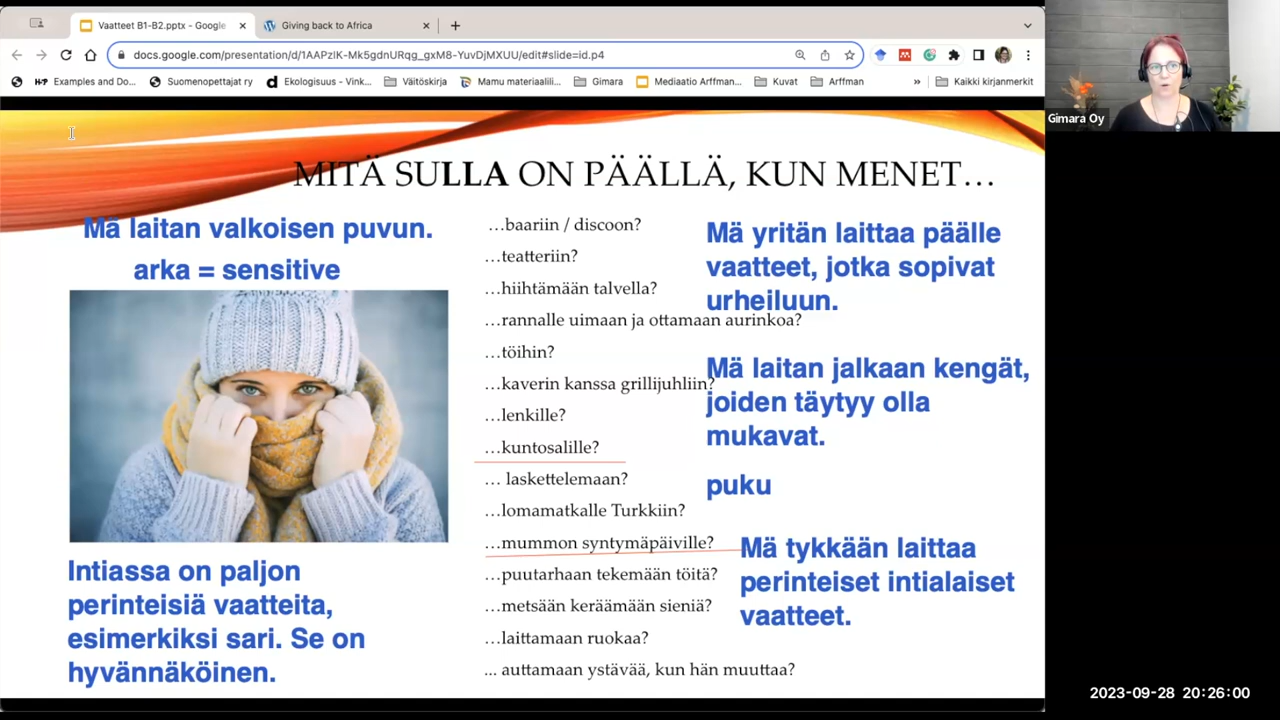 Vaatteet B1-B2.pptx - Google
Giving back to Africa
docs.google.com/presentation/d/1AAPzIK-Mk5gdnURqg_gxM8-YuvDjMXUU/edit#slide=id.p4
Examples and Do...
Suomenopettajat ry
Ekologisuus - Vink...
Väitöskirja
Mamu materiaalili...
Gimara
Mediaatio Arffman...
Kuvat
Arffman
»
Kaikki kirjanmerkit
Gimara Oy
MITÄ SULLA ON PÄÄLLÄ, KUN MENET…
Mä laitan valkoisen puvun.
arka = sensitive
Intiassa on paljon
perinteisiä vaatteita,
esimerkiksi sari. Se on
hyvännäköinen.
…baariin / discoon?
…teatteriin?
…hiihtämään talvella?
…rannalle uimaan ja ottamaan aurinkoa?
…töihin?
…kaverin kanssa grillijuhliin?
…lenkille?
…kuntosalille?
… laskettelemaan?
…lomamatkalle Turkkiin?
…mummon syntymäpäiville?
…puutarhaan tekemään töitä?
…metsään keräämään sieniä?
…laittamaan ruokaa?
... auttamaan ystävää, kun hän muuttaa?
Mä yritän laittaa päälle
vaatteet, jotka sopivat
urheiluun.
Mä laitan jalkaan kengät,
joiden täytyy olla
mukavat.
puku
Mä tykkään laittaa
perinteiset intialaiset
vaatteet.
2023-09-28 20:26:00